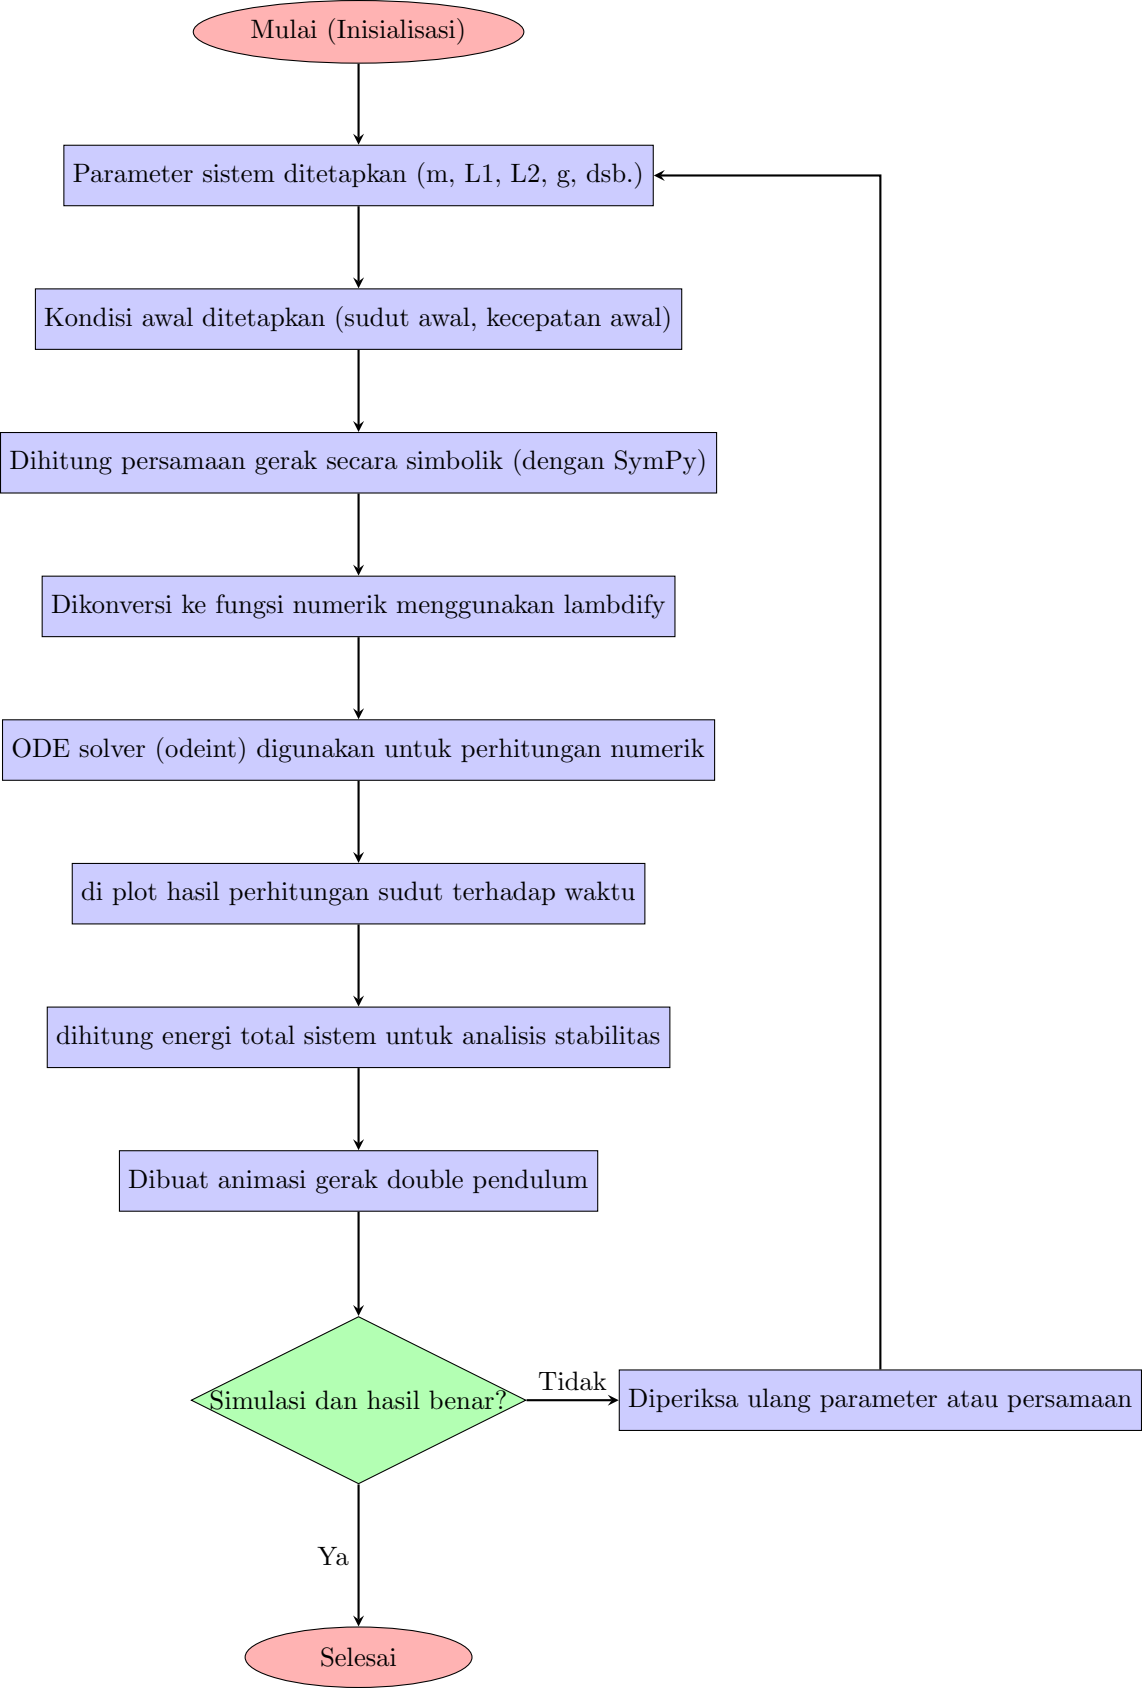 Mulai (Inisialisasi)
Parameter sistem ditetapkan (m, L1, L2, g, dsb.)
Kondisi awal ditetapkan (sudut awal, kecepatan awal)
Dihitung persamaan gerak secara simbolik (dengan SymPy)
Dikonversi ke fungsi numerik menggunakan lambdify
ODE solver (odeint) digunakan untuk perhitungan numerik
di plot hasil perhitungan sudut terhadap waktu
dihitung energi total sistem untuk analisis stabilitas
Dibuat animasi gerak double pendulum
Simulasi dan hasil benar?
Tidak
Diperiksa ulang parameter atau persamaan
Ya
Selesai